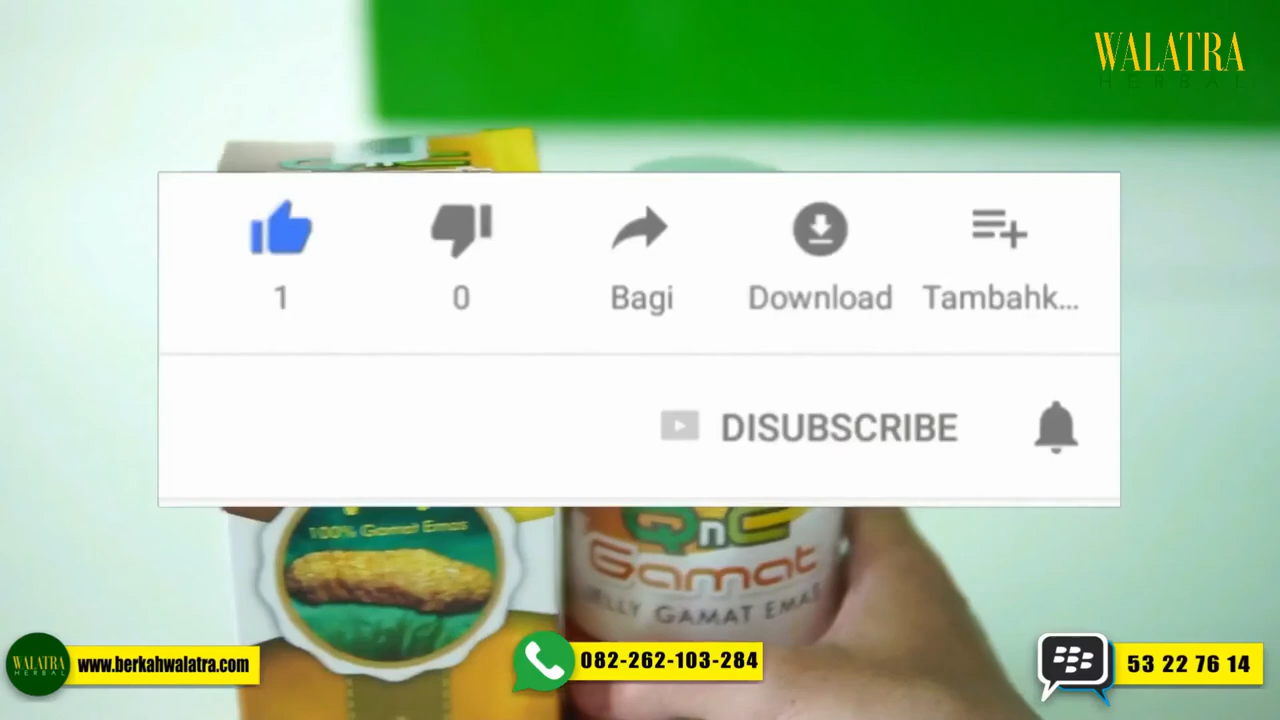 WALATRA
HERBAL
1
0
Bagi
Download
Tambahk...
DISUBSCRIBE
100% Gamat Emas
QnC
Gamat
JELLY GAMAT EMAS
WALATRA
HERBAL
www.berkahwalatra.com
082-262-103-284
53 22 76 14